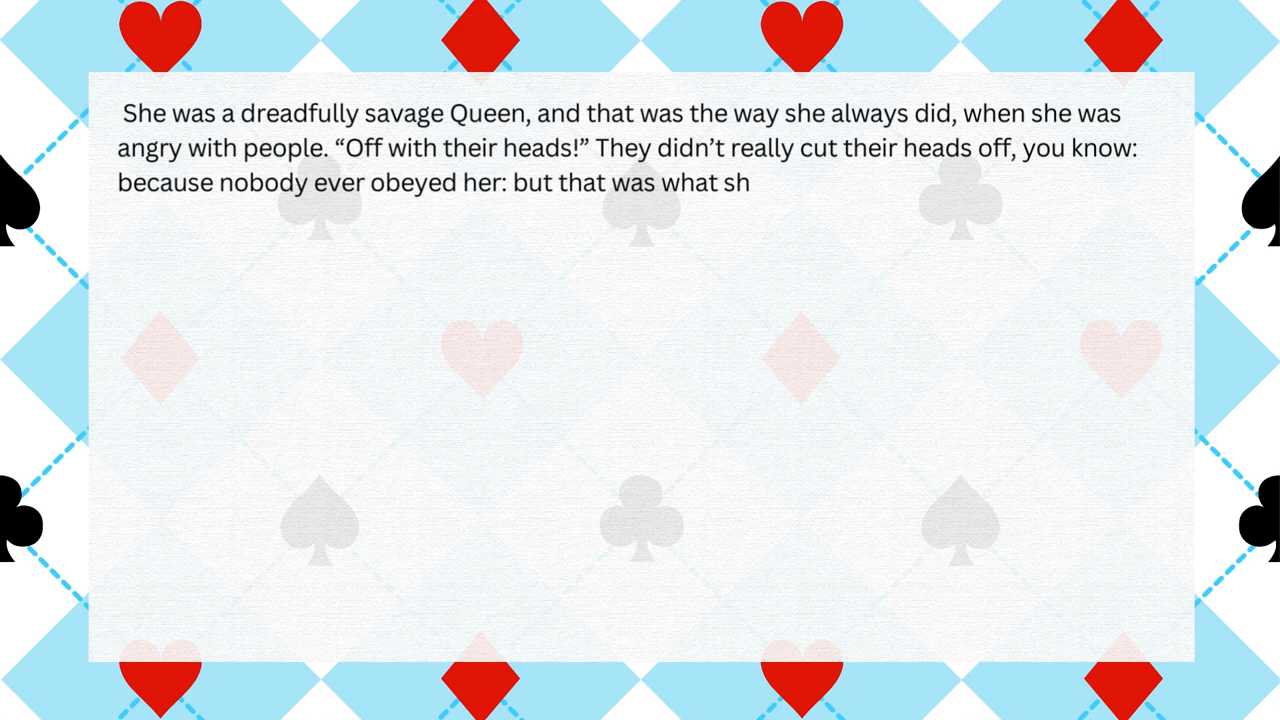 She was a dreadfully savage Queen, and that was the way she always did, when she was
angry with people. “Off with their heads!” They didn’t really cut their heads off, you know:
because nobody ever obeyed her: but that was what sh